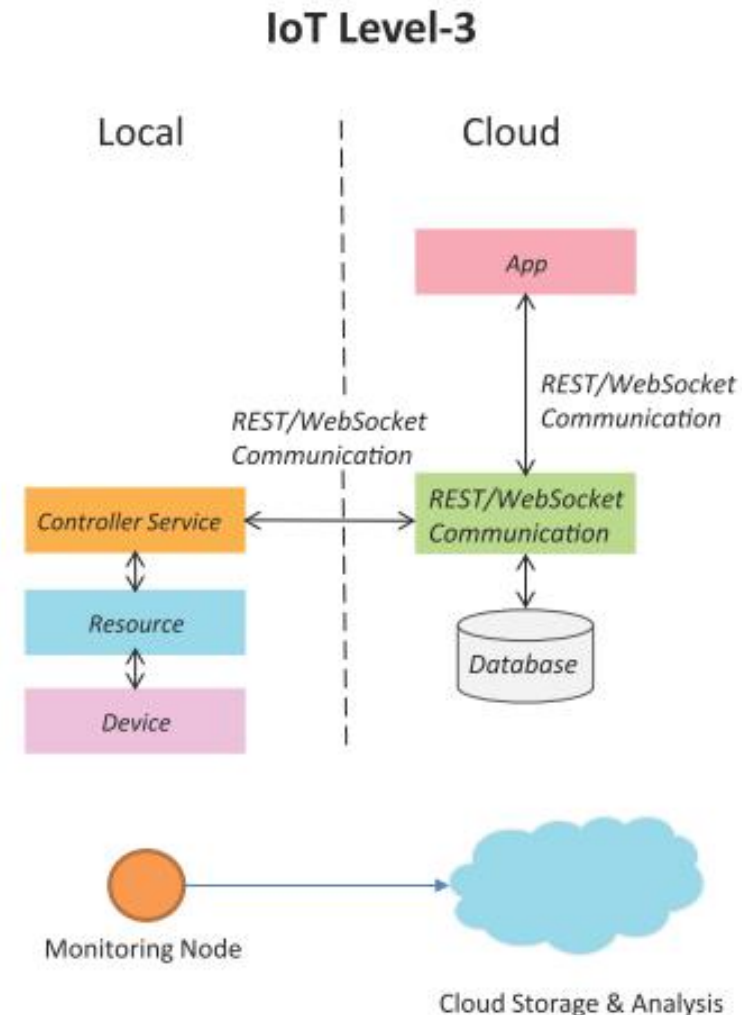 IoT Level-3
Local
Cloud
App
REST/WebSocket
Communication
REST/WebSocket
Communication
Controller Service
REST/WebSocket
Communication
Resource
Database
Device
Monitoring Node
Cloud Storage & Analysis